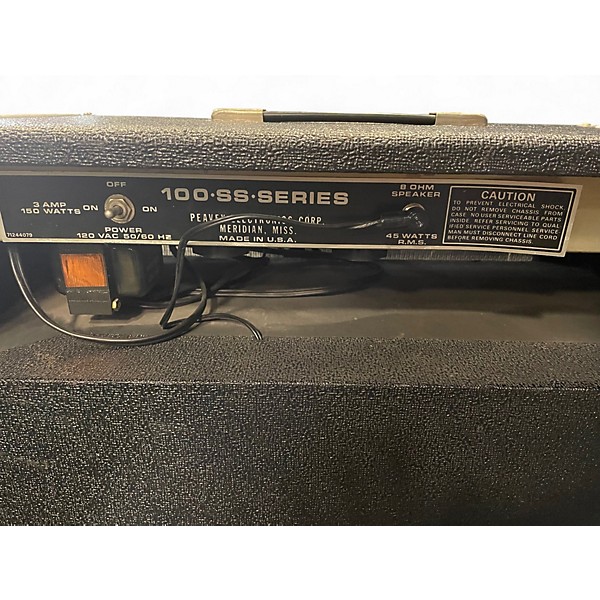 OFF
3 AMP
150 WATTS
ON
ON
POWER
120 VAC 50/60 HZ
71244079
100·SS·SERIES
PEAVEY ELECTRONICS CORP.
MERIDIAN, MISS.
MADE IN U.S.A.
8 OHM
SPEAKER
45 WATTS
R.M.S.
CAUTION
TO PREVENT ELECTRICAL SHOCK,
DO NOT REMOVE CHASSIS FROM
CASE. NO USER SERVICEABLE PARTS
INSIDE. REFER SERVICING TO QUAL
IFIED SERVICE PERSONNEL SERVICE
MAN MUST DISCONNECT LINE CORD
BEFORE REMOVING CHASSIS